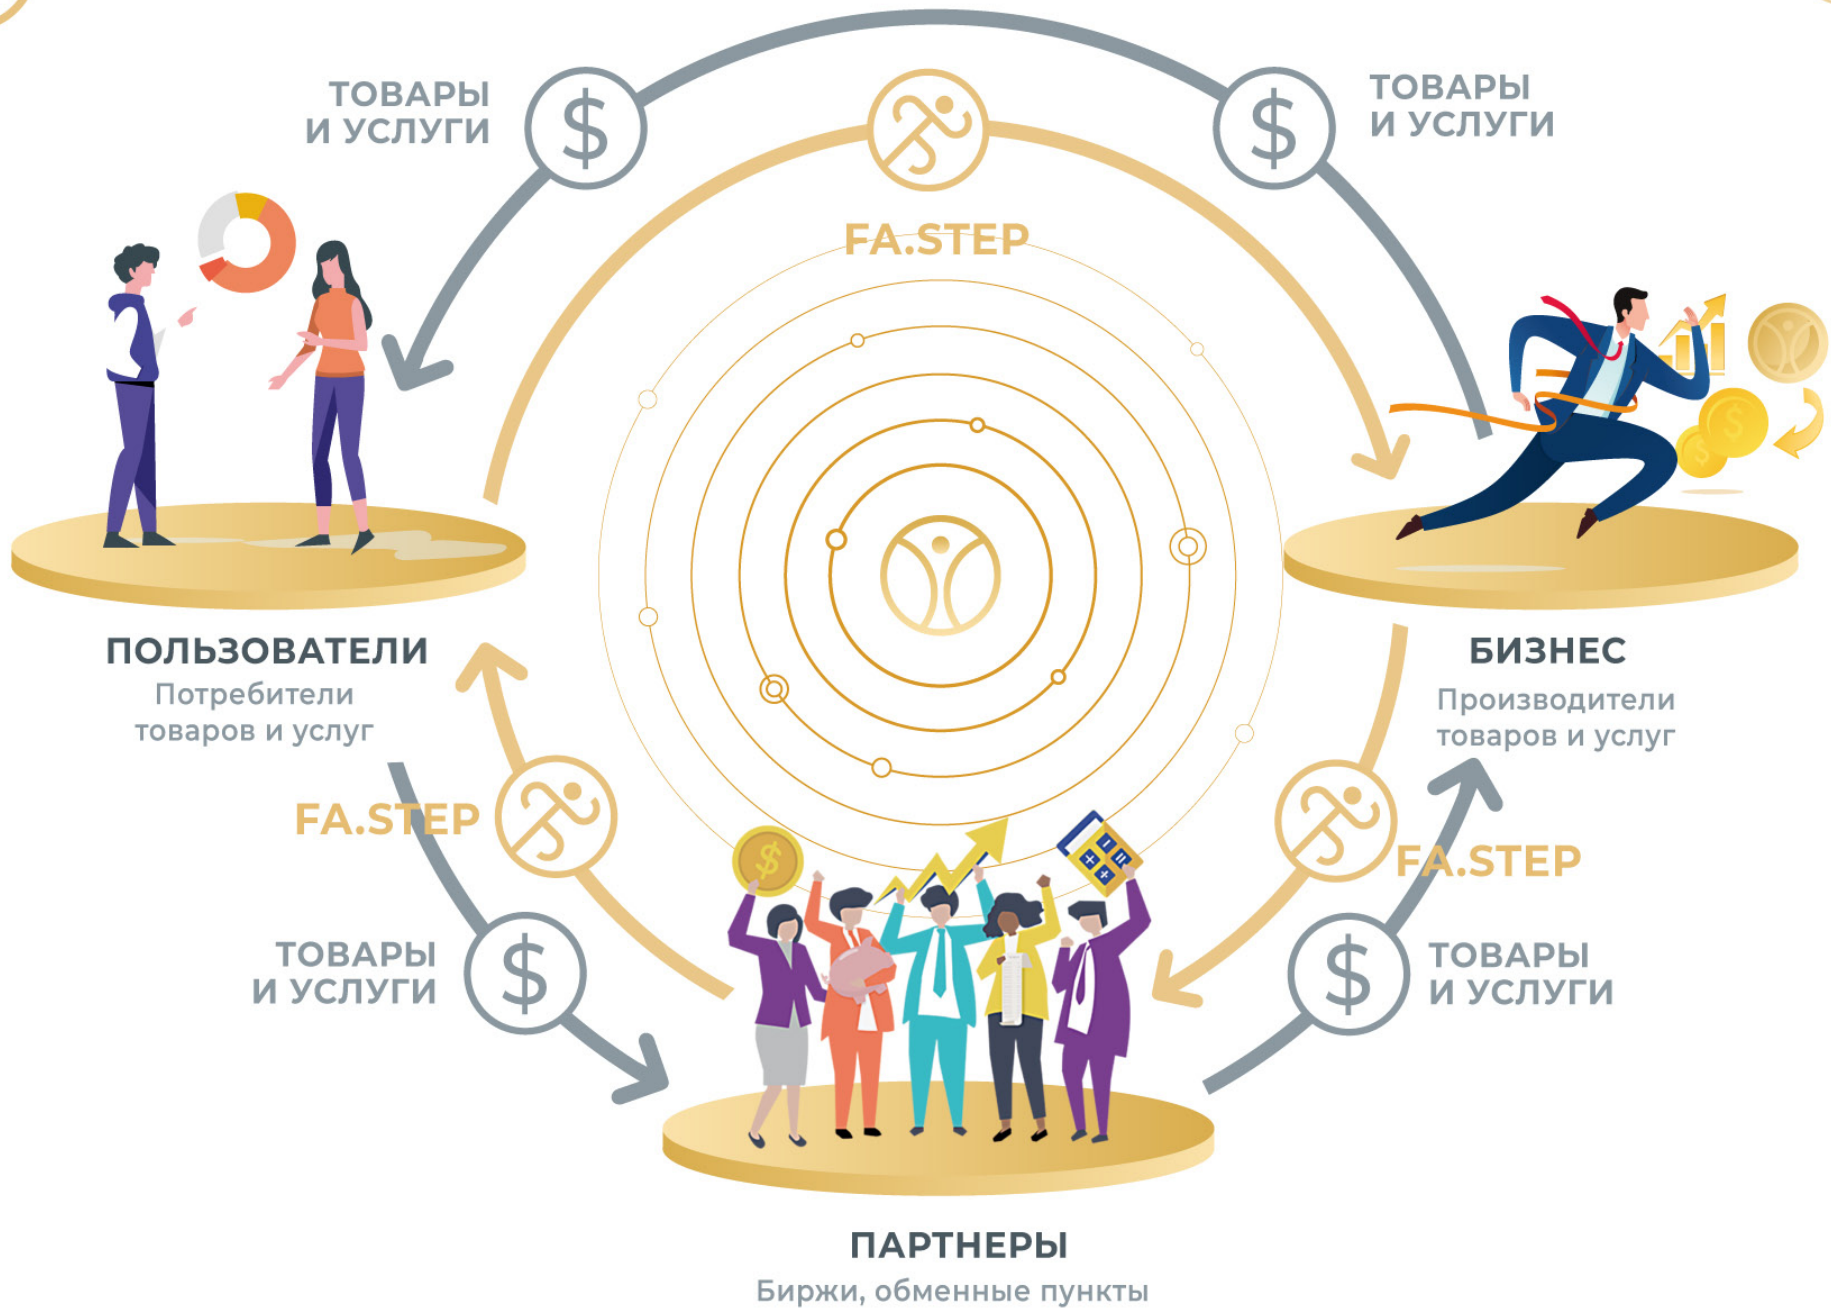 ТОВАРЫ
И УСЛУГИ
ТОВАРЫ
И УСЛУГИ
FA.STEP
ПОЛЬЗОВАТЕЛИ
Потребители
товаров и услуг
БИЗНЕС
Производители
товаров и услуг
FA.STEP
FA.STEP
ТОВАРЫ
И УСЛУГИ
ТОВАРЫ
И УСЛУГИ
ПАРТНЕРЫ
Биржи, обменные пункты